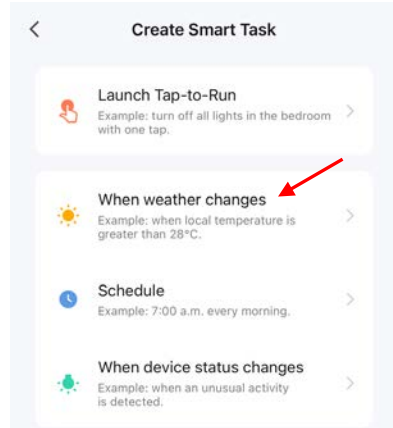 Create Smart Task
Launch Tap-to-Run
Example: turn off all lights in the bedroom
with one tap.
When weather changes
Example: when local temperature is
greater than 28°C.
Schedule
Example: 7:00 a.m. every morning.
When device status changes
Example: when an unusual activity
is detected.